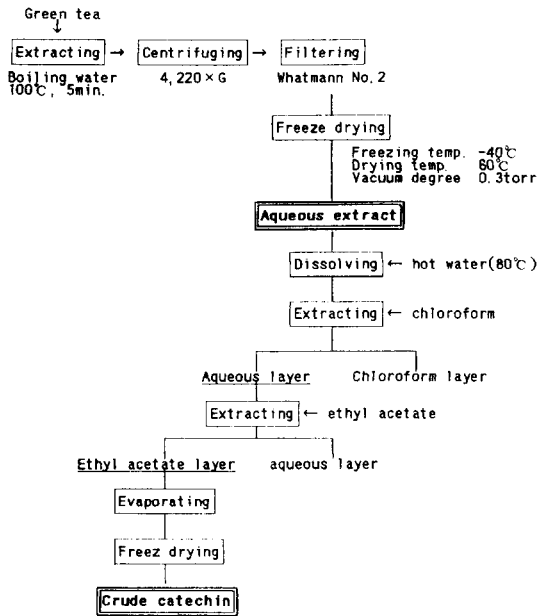 Green tea
Extracting → Centrifuging → Filtering
Boiling water 4,220×G Whatmann No.2
100℃, 5min.
Freeze drying
Freezing temp. -40℃
Drying temp. 60℃
Vacuum degree 0.3torr
Aqueous extract
Dissolving ← hot water(80℃)
Extracting ← chloroform
Aqueous layer Chloroform layer
Extracting ← ethyl acetate
Ethyl acetate layer aqueous layer
Evaporating
Freez drying
Crude catechin